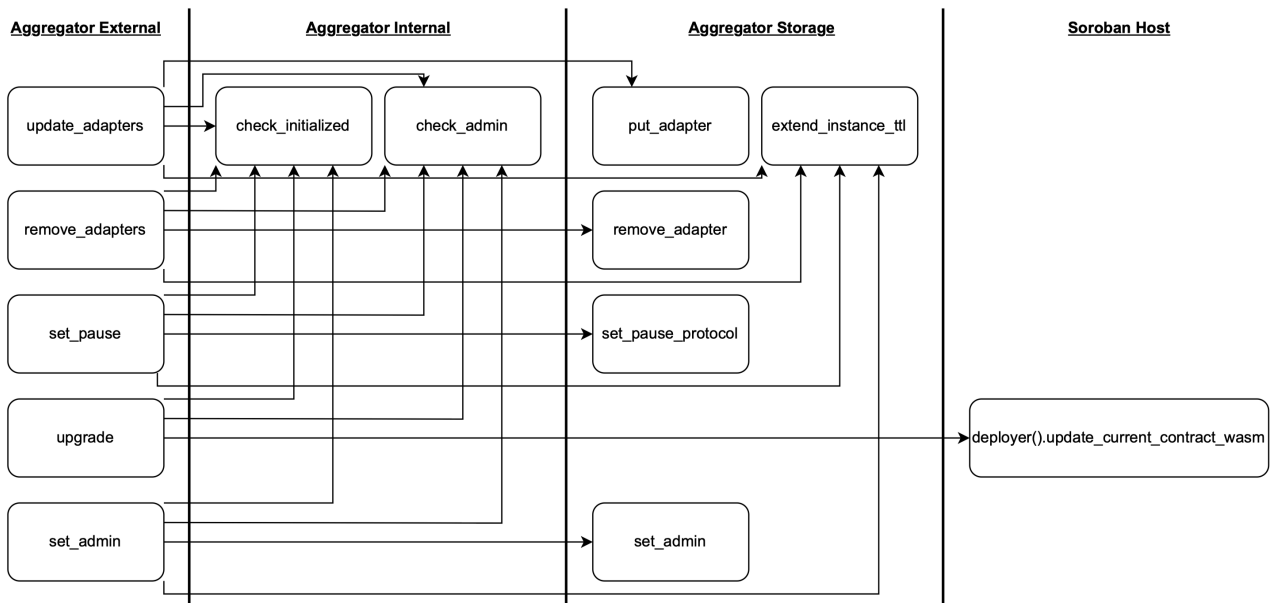 Aggregator External
Aggregator Internal
Aggregator Storage
Soroban Host
update_adapters
check_initialized
check_admin
put_adapter
extend_instance_ttl
remove_adapters
remove_adapter
set_pause
set_pause_protocol
upgrade
deployer().update_current_contract_wasm
set_admin
set_admin